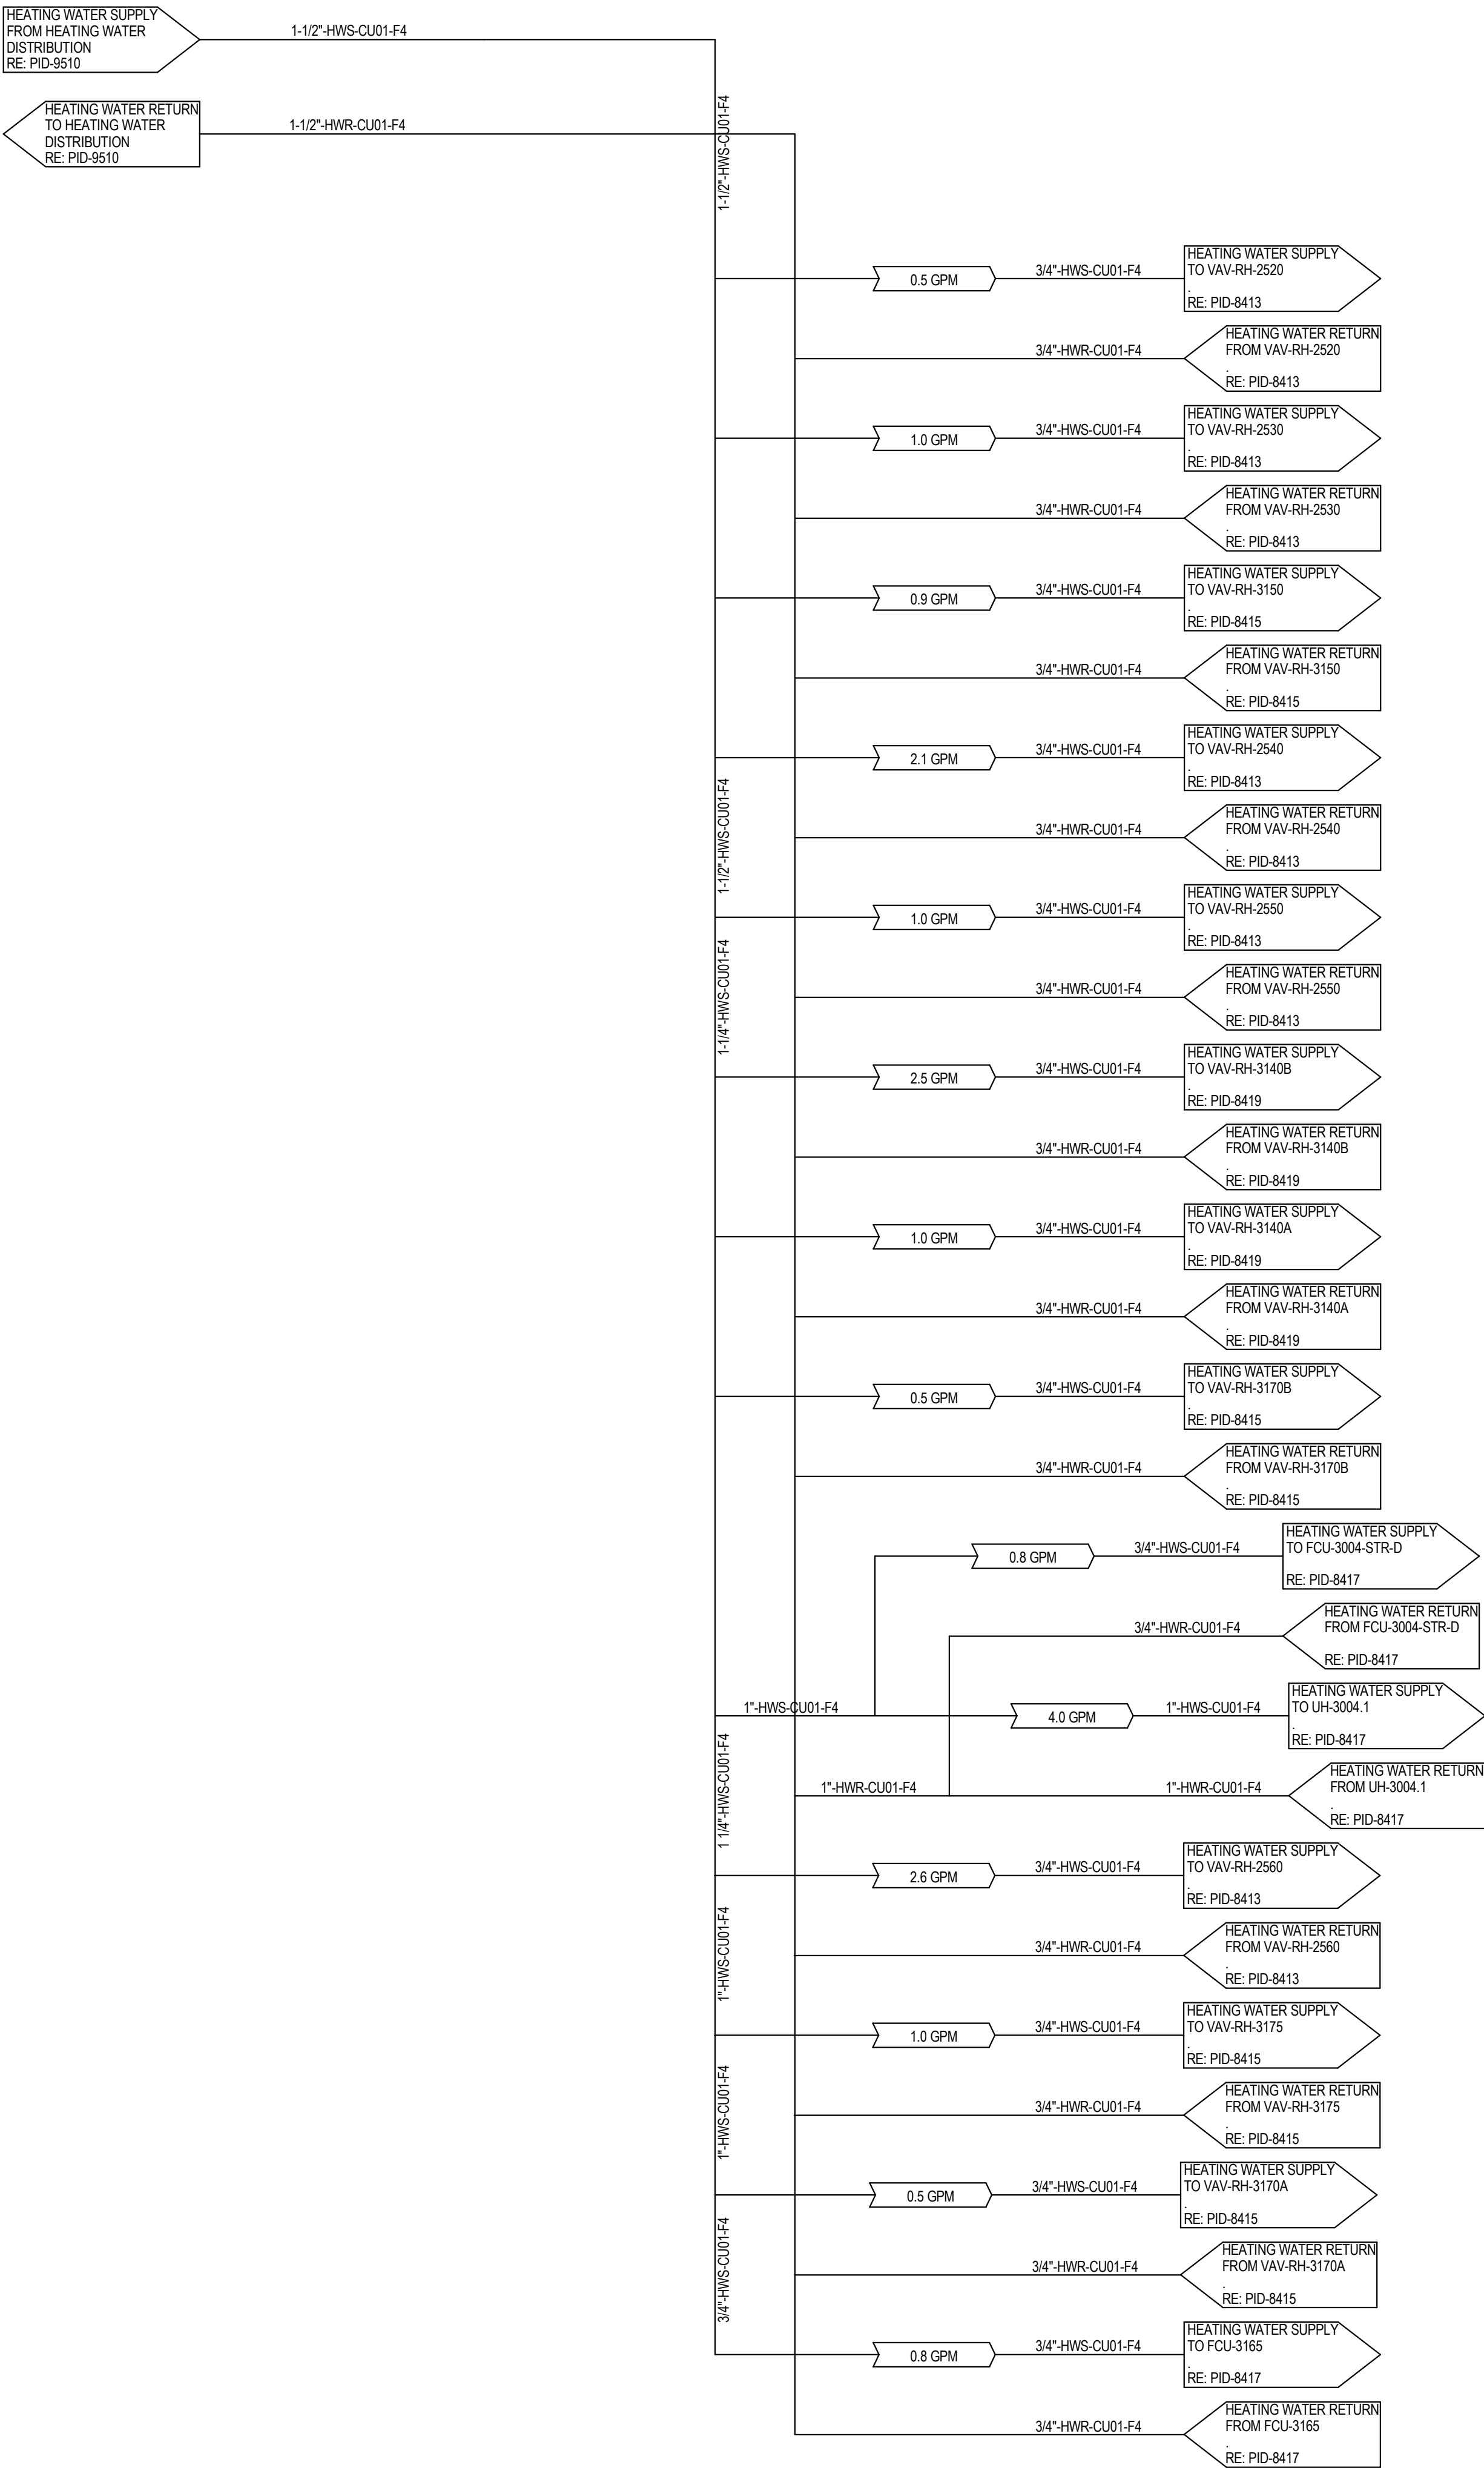 HEATING WATER SUPPLY
FROM HEATING WATER
DISTRIBUTION
RE: PID-9510
1-1/2"-HWS-CU01-F4
HEATING WATER RETURN
TO HEATING WATER
DISTRIBUTION
RE: PID-9510
1-1/2"-HWR-CU01-F4
1-1/2"-HWS-CU01-F4
0.5 GPM
3/4"-HWS-CU01-F4
HEATING WATER SUPPLY
TO VAV-RH-2520
.
RE: PID-8413
3/4"-HWR-CU01-F4
HEATING WATER RETURN
FROM VAV-RH-2520
.
RE: PID-8413
1.0 GPM
3/4"-HWS-CU01-F4
HEATING WATER SUPPLY
TO VAV-RH-2530
.
RE: PID-8413
3/4"-HWR-CU01-F4
HEATING WATER RETURN
FROM VAV-RH-2530
.
RE: PID-8413
0.9 GPM
3/4"-HWS-CU01-F4
HEATING WATER SUPPLY
TO VAV-RH-3150
.
RE: PID-8415
3/4"-HWR-CU01-F4
HEATING WATER RETURN
FROM VAV-RH-3150
.
RE: PID-8415
2.1 GPM
3/4"-HWS-CU01-F4
HEATING WATER SUPPLY
TO VAV-RH-2540
.
RE: PID-8413
1-1/2"-HWS-CU01-F4
3/4"-HWR-CU01-F4
HEATING WATER RETURN
FROM VAV-RH-2540
.
RE: PID-8413
1.0 GPM
3/4"-HWS-CU01-F4
HEATING WATER SUPPLY
TO VAV-RH-2550
.
RE: PID-8413
1-1/4"-HWS-CU01-F4
3/4"-HWR-CU01-F4
HEATING WATER RETURN
FROM VAV-RH-2550
.
RE: PID-8413
2.5 GPM
3/4"-HWS-CU01-F4
HEATING WATER SUPPLY
TO VAV-RH-3140B
.
RE: PID-8419
3/4"-HWR-CU01-F4
HEATING WATER RETURN
FROM VAV-RH-3140B
.
RE: PID-8419
1.0 GPM
3/4"-HWS-CU01-F4
HEATING WATER SUPPLY
TO VAV-RH-3140A
.
RE: PID-8419
3/4"-HWR-CU01-F4
HEATING WATER RETURN
FROM VAV-RH-3140A
.
RE: PID-8419
0.5 GPM
3/4"-HWS-CU01-F4
HEATING WATER SUPPLY
TO VAV-RH-3170B
.
RE: PID-8415
3/4"-HWR-CU01-F4
HEATING WATER RETURN
FROM VAV-RH-3170B
.
RE: PID-8415
0.8 GPM
3/4"-HWS-CU01-F4
HEATING WATER SUPPLY
TO FCU-3004-STR-D
RE: PID-8417
3/4"-HWR-CU01-F4
HEATING WATER RETURN
FROM FCU-3004-STR-D
RE: PID-8417
1"-HWS-CU01-F4
4.0 GPM
1"-HWS-CU01-F4
HEATING WATER SUPPLY
TO UH-3004.1
.
RE: PID-8417
1 1/4"-HWS-CU01-F4
1"-HWR-CU01-F4
1"-HWR-CU01-F4
HEATING WATER RETURN
FROM UH-3004.1
.
RE: PID-8417
2.6 GPM
3/4"-HWS-CU01-F4
HEATING WATER SUPPLY
TO VAV-RH-2560
.
RE: PID-8413
1"-HWS-CU01-F4
3/4"-HWR-CU01-F4
HEATING WATER RETURN
FROM VAV-RH-2560
.
RE: PID-8413
1.0 GPM
3/4"-HWS-CU01-F4
HEATING WATER SUPPLY
TO VAV-RH-3175
.
RE: PID-8415
1"-HWS-CU01-F4
3/4"-HWR-CU01-F4
HEATING WATER RETURN
FROM VAV-RH-3175
.
RE: PID-8415
0.5 GPM
3/4"-HWS-CU01-F4
HEATING WATER SUPPLY
TO VAV-RH-3170A
.
RE: PID-8415
3/4"-HWS-CU01-F4
3/4"-HWR-CU01-F4
HEATING WATER RETURN
FROM VAV-RH-3170A
.
RE: PID-8415
0.8 GPM
3/4"-HWS-CU01-F4
HEATING WATER SUPPLY
TO FCU-3165
.
RE: PID-8417
3/4"-HWR-CU01-F4
HEATING WATER RETURN
FROM FCU-3165
.
RE: PID-8417